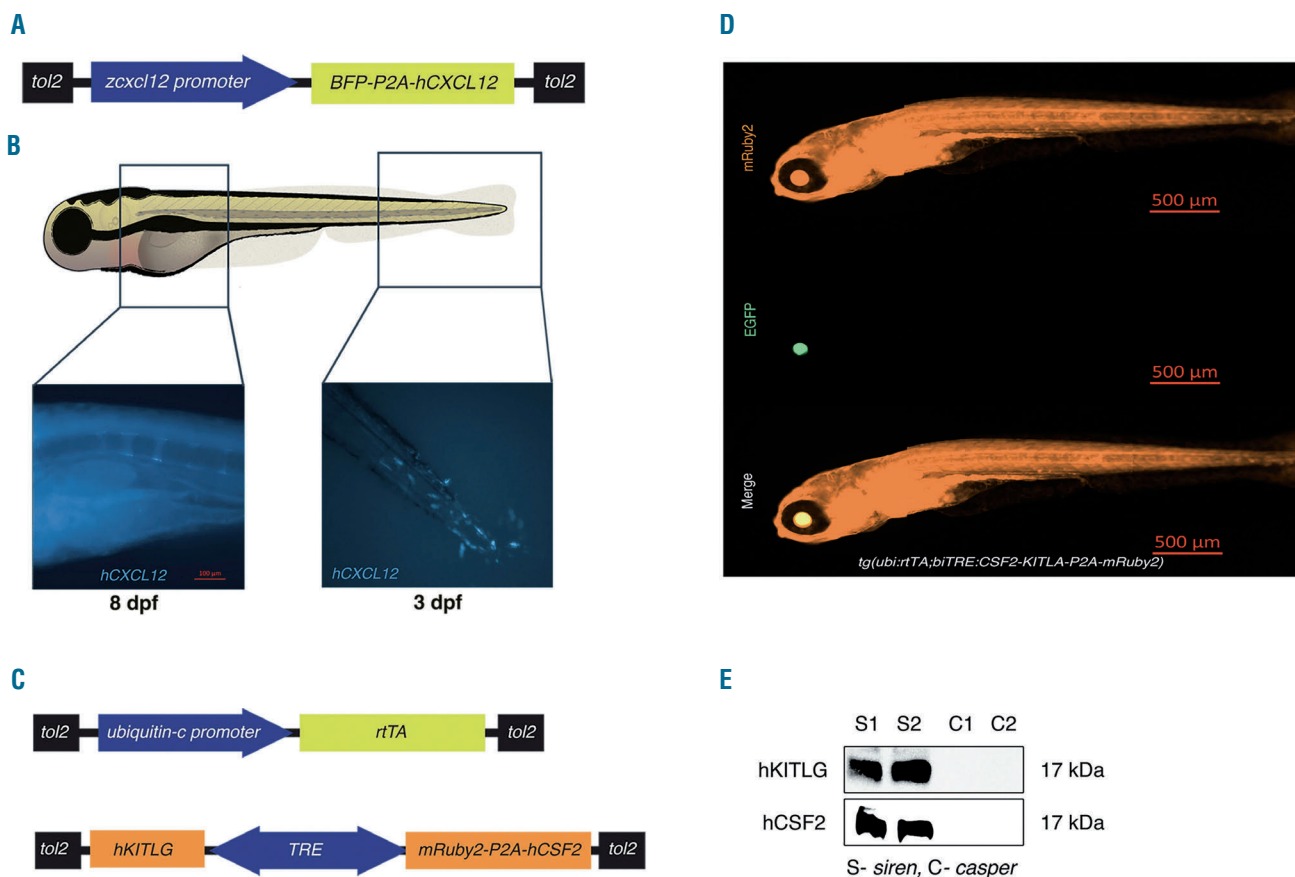 A
tol2 zcxcl12 promoter BFP-P2A-hCXCL12 tol2
B
hCXCL12 100 µm
8 dpf
hCXCL12
3 dpf
C
tol2 ubiquitin-c promoter rtTA tol2
tol2 hKITLG TRE mRuby2-P2A-hCSF2 tol2
D
mRuby2
500 µm
EGFP
500 µm
Merge
500 µm
tg(ubi:rtTA;biTRE:CSF2-KITLA-P2A-mRuby2)
E
S1 S2 C1 C2
hKITLG 17 kDa
hCSF2 17 kDa
S- siren, C- casper